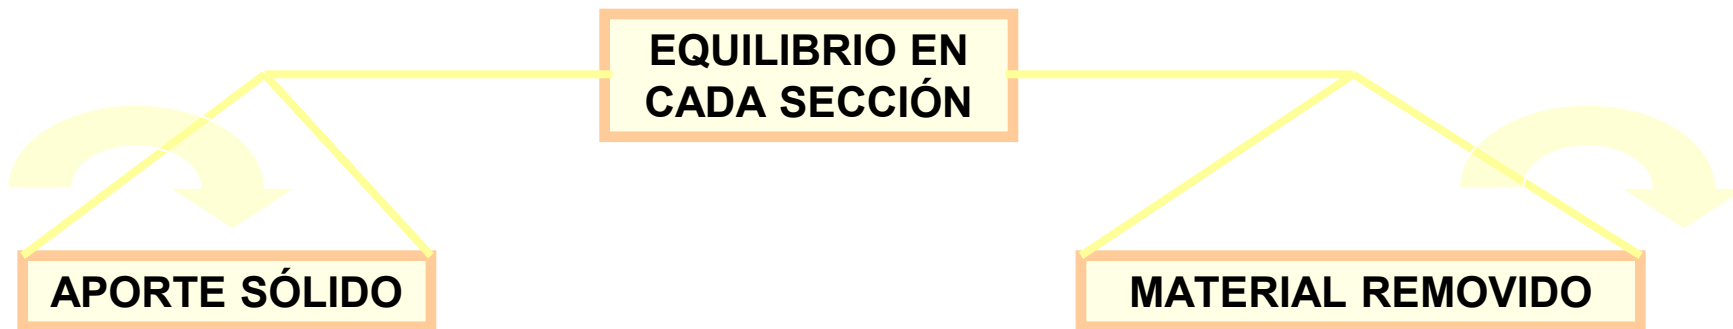 EQUILIBRIO EN
CADA SECCIÓN
APORTE SÓLIDO
MATERIAL REMOVIDO